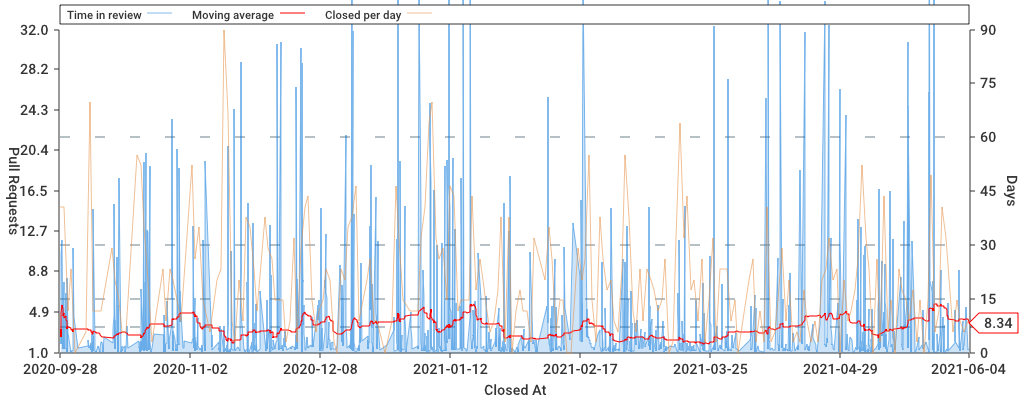 Time in review Moving average Closed per day
32.0 90
28.2 75
24.3
60
20.4
16.5 45
12.7
30
8.8
4.9 15
8.34
1.0 0
2020-09-28 2020-11-02 2020-12-08 2021-01-12 2021-02-17 2021-03-25 2021-04-29 2021-06-04
Closed At
Pull Requests
Days